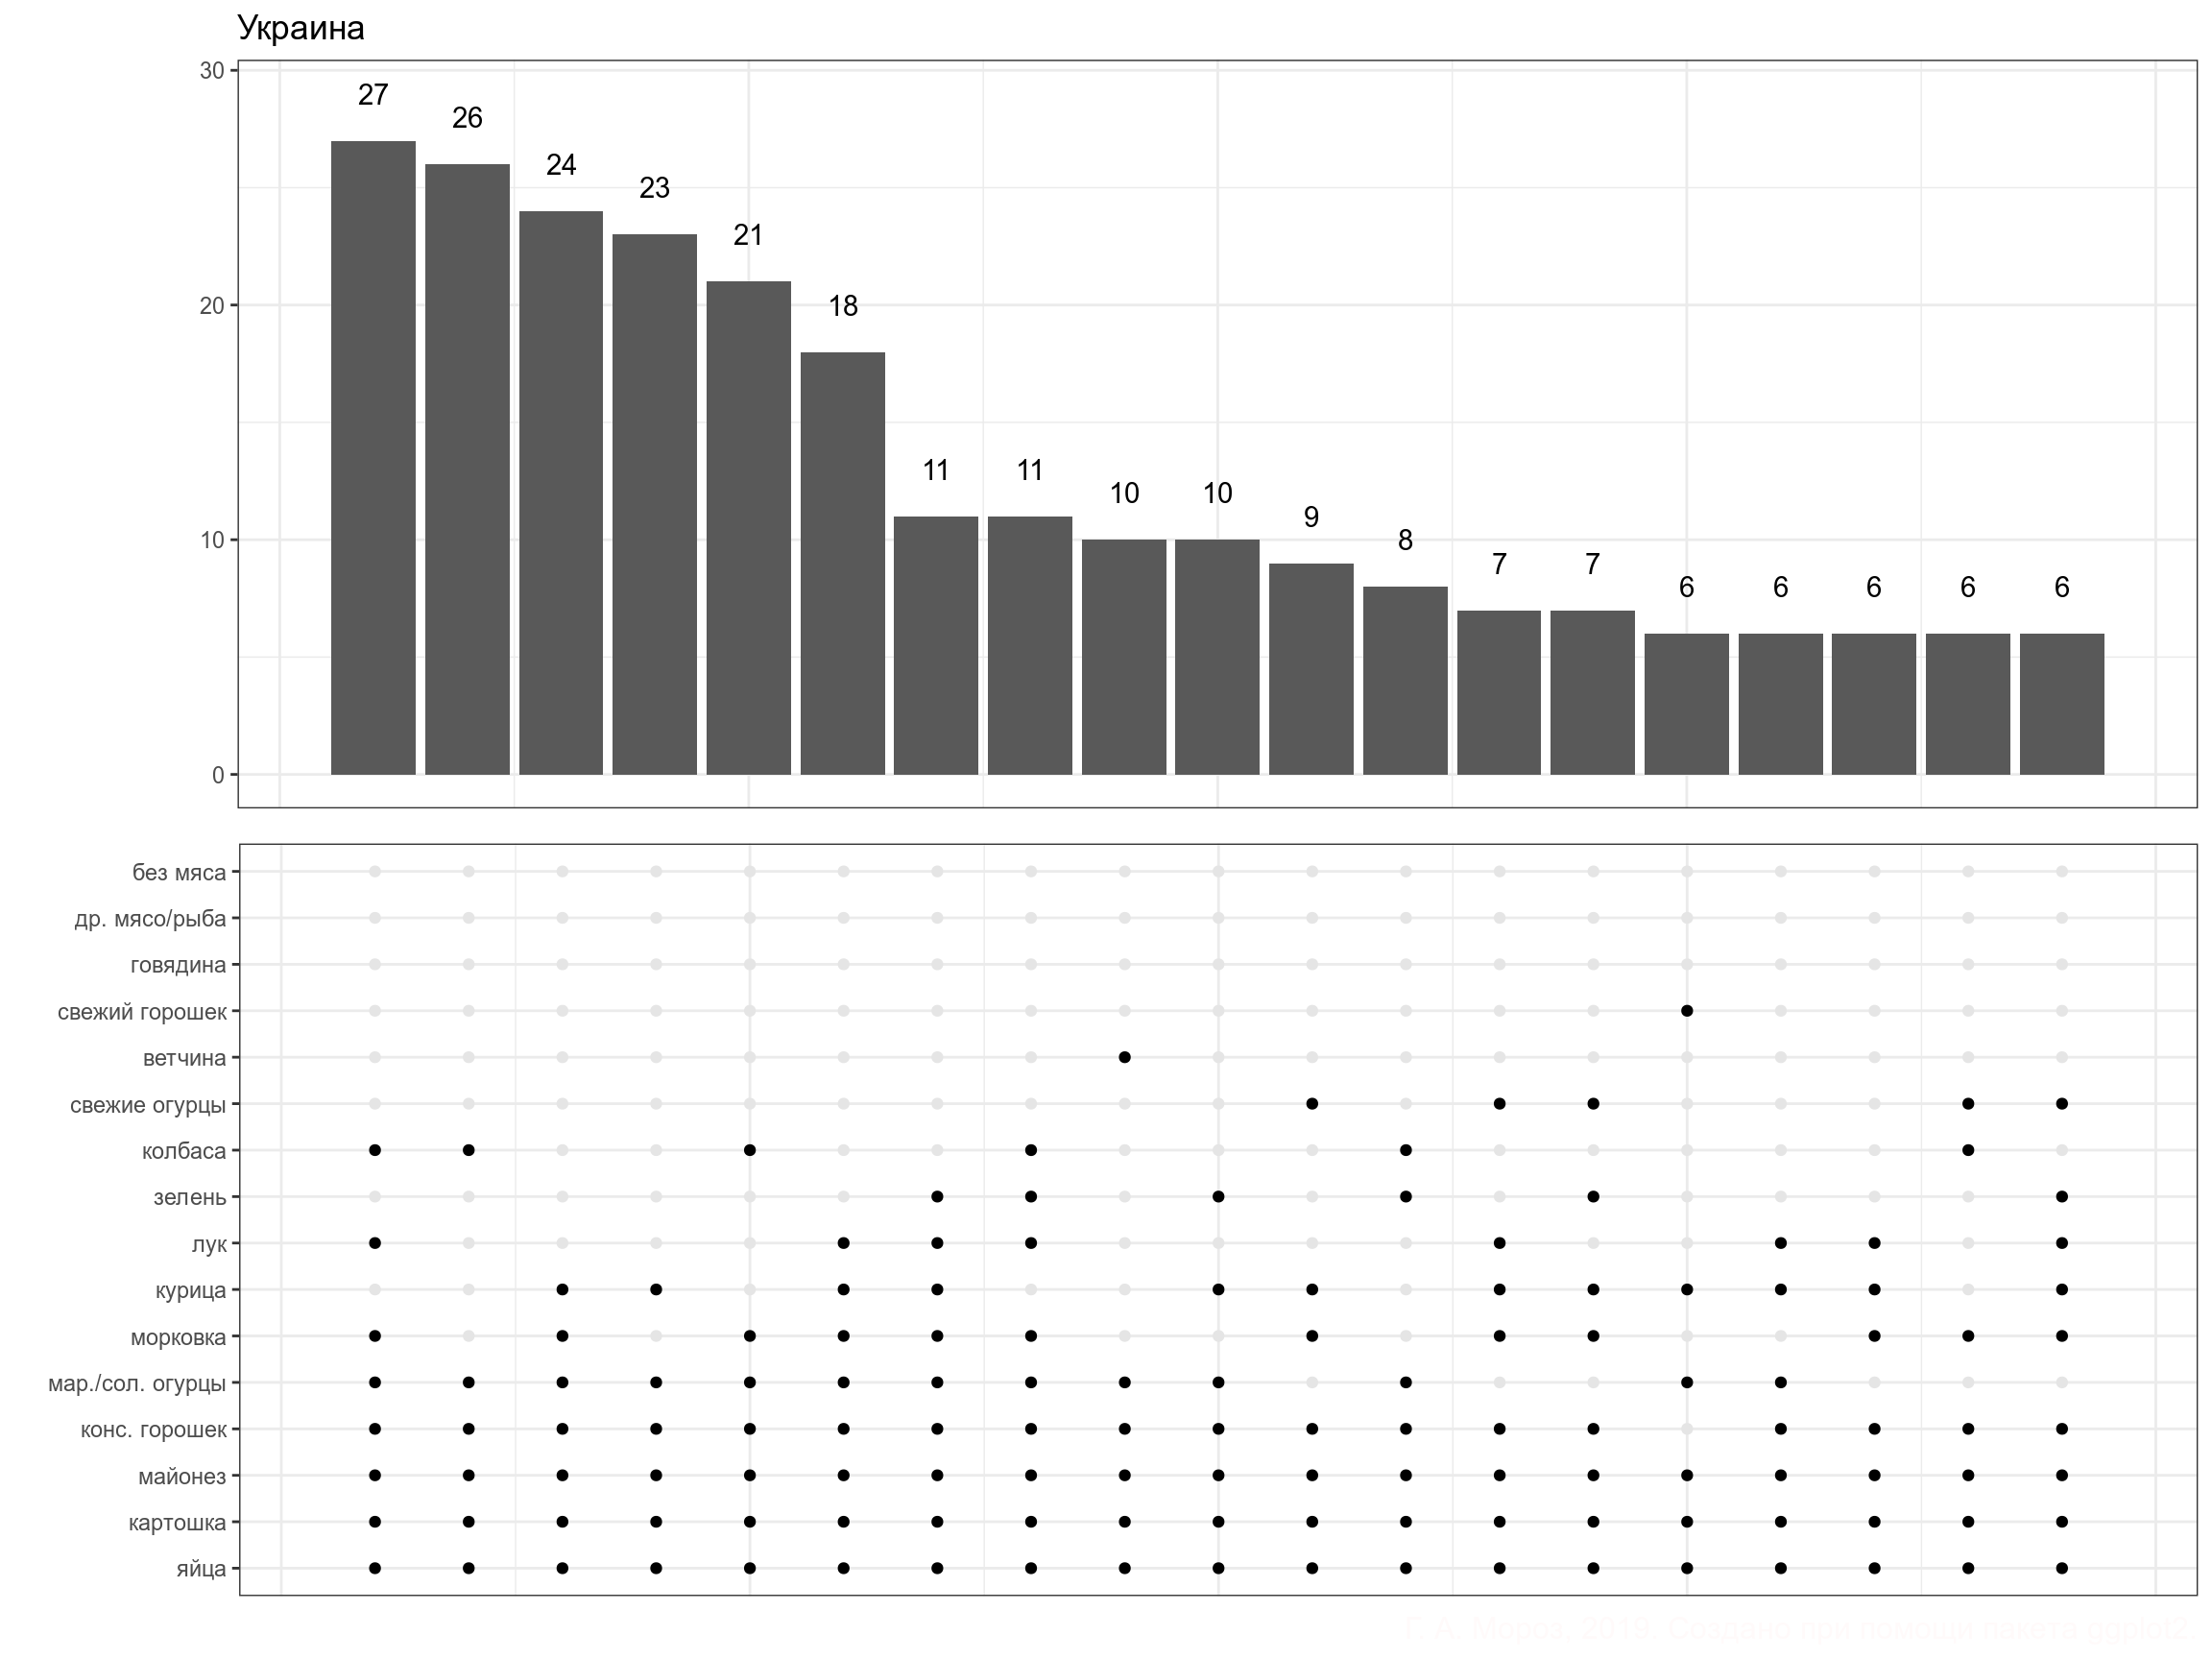 Украина
30
20
10
0
27
26
24
23
21
18
11
11
10
10
9
8
7
7
6
6
6
6
6
без мяса
др. мясо/рыба
говядина
свежий горошек
ветчина
свежие огурцы
колбаса
зелень
лук
курица
морковка
мар./сол. огурцы
конс. горошек
майонез
картошка
яйца
Г. А. Мороз, 2019, Создано при помощи пакета ggplot2.